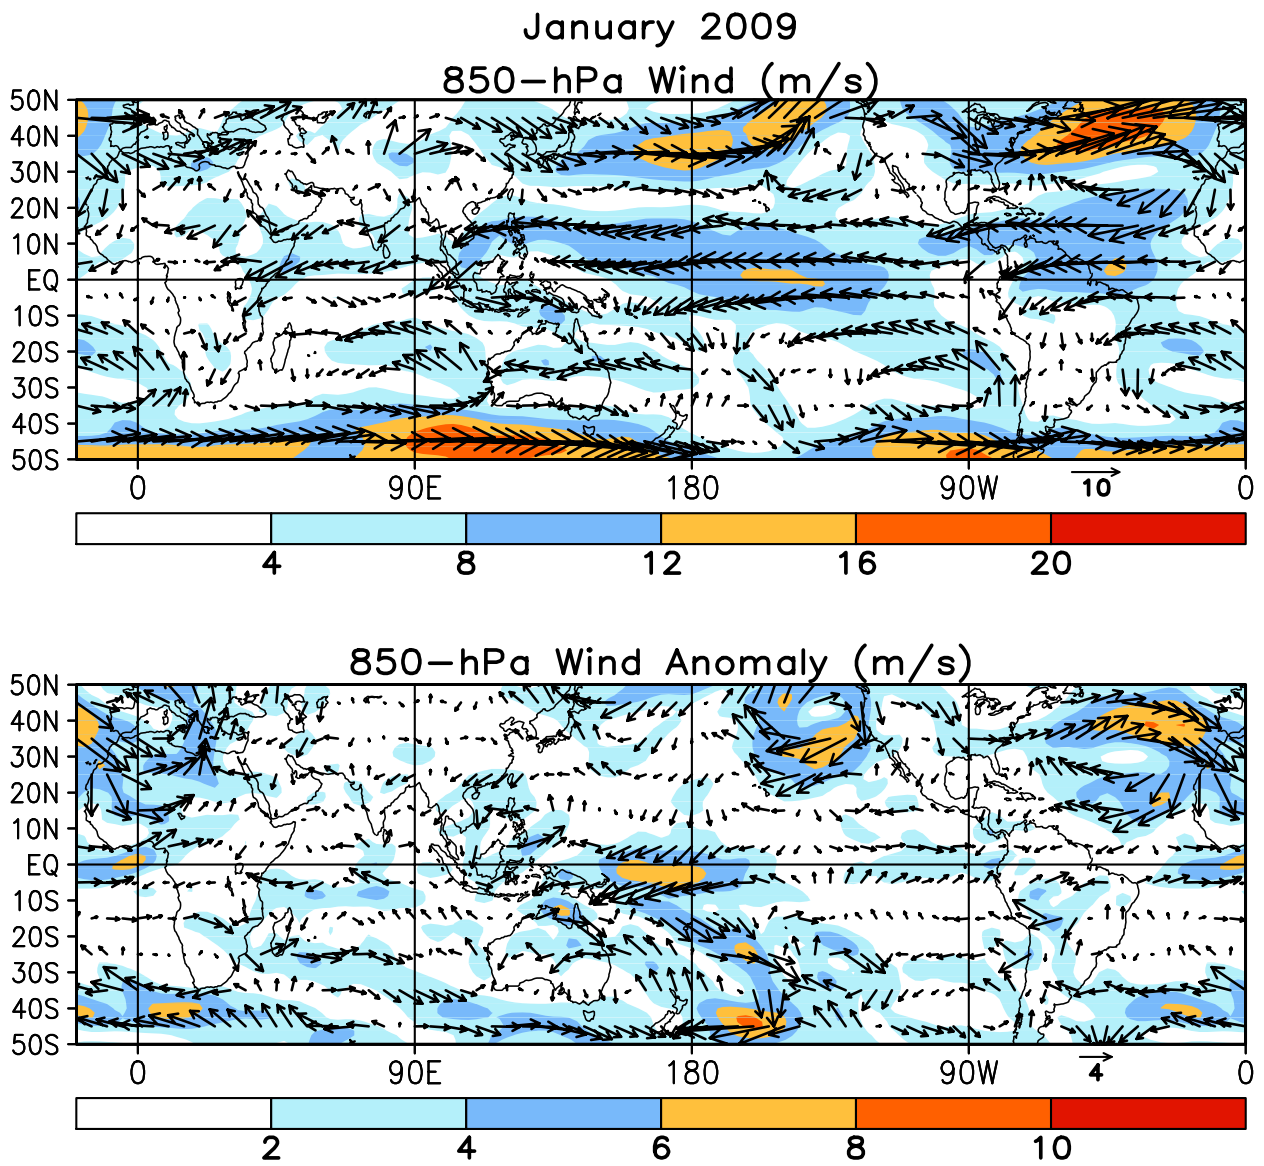 January 2009
850-hPa Wind (m/s)
50N
40N
30N
20N
10N
EQ
10S
20S
30S
40S
50S
0 90E 180 90W 0
10
4 8 12 16 20
850-hPa Wind Anomaly (m/s)
50N
40N
30N
20N
10N
EQ
10S
20S
30S
40S
50S
0 90E 180 90W 0
4
2 4 6 8 10